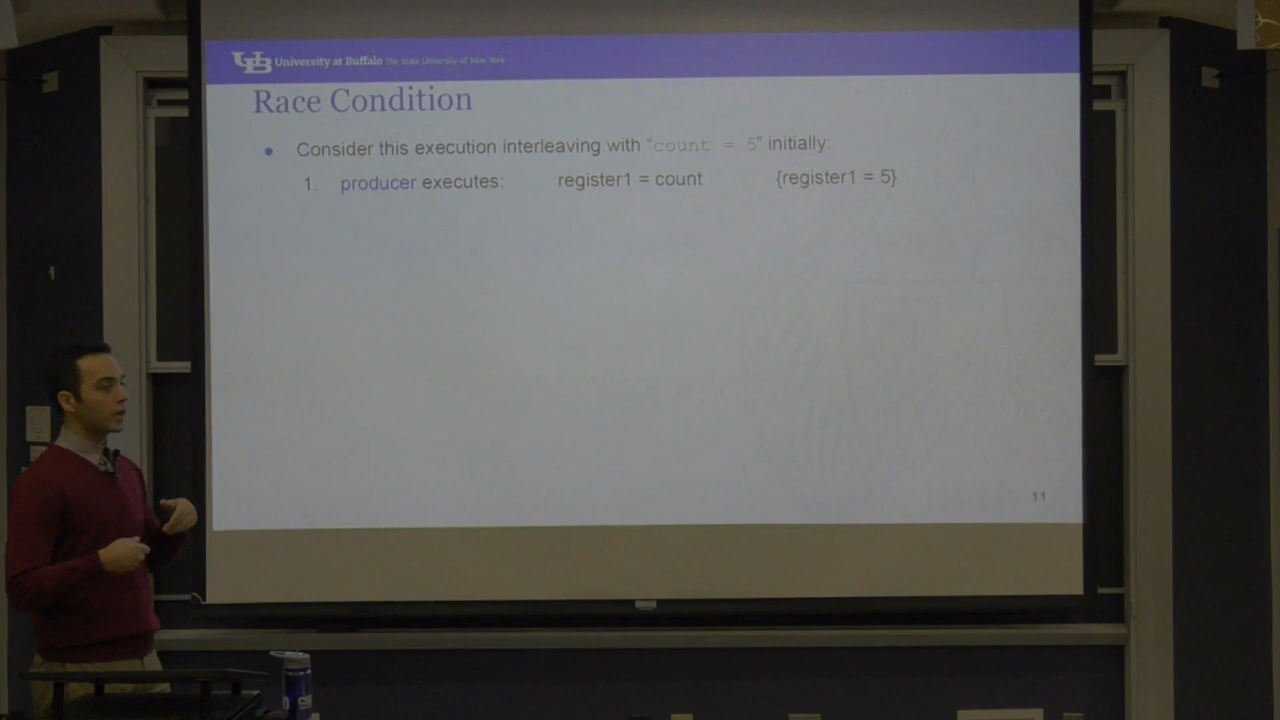 UB University at Buffalo The State University of New York
Race Condition
• Consider this execution interleaving with "count = 5" initially:
1. producer executes: register1 = count {register1 = 5}
11